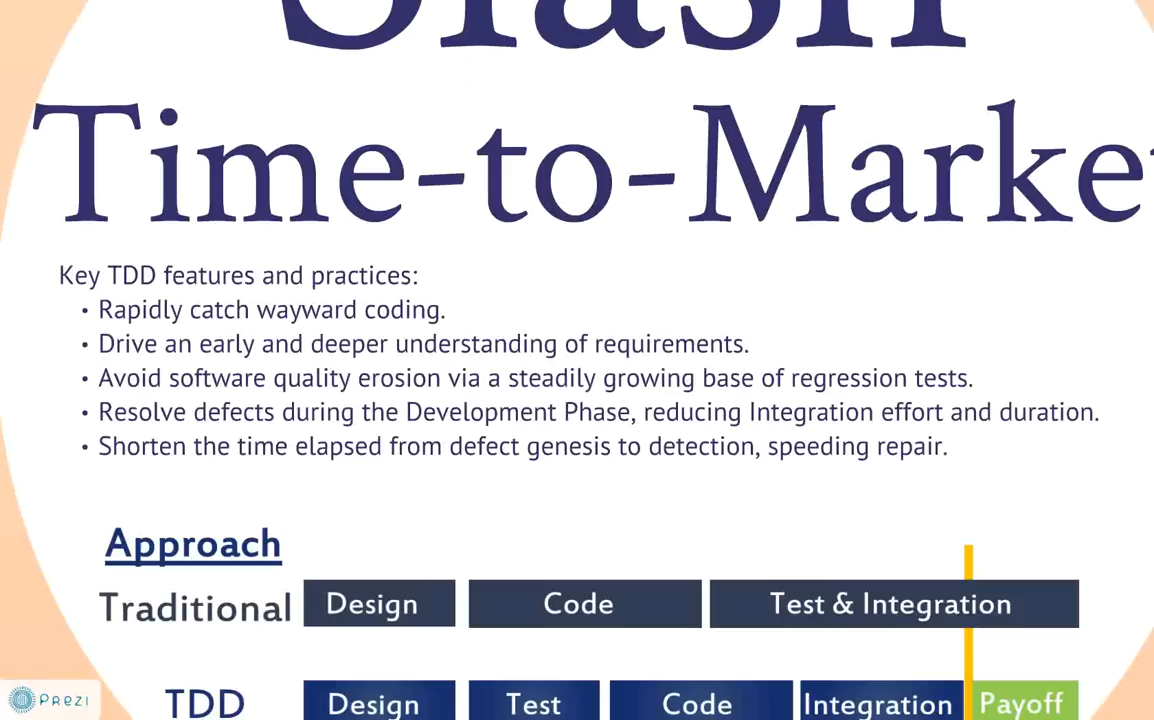 Slash
Time-to-Marke
Key TDD features and practices:
• Rapidly catch wayward coding.
• Drive an early and deeper understanding of requirements.
• Avoid software quality erosion via a steadily growing base of regression tests.
• Resolve defects during the Development Phase, reducing Integration effort and duration.
• Shorten the time elapsed from defect genesis to detection, speeding repair.
Approach
Traditional Design Code Test & Integration
TDD Design Test Code Integration Payoff
Prezi